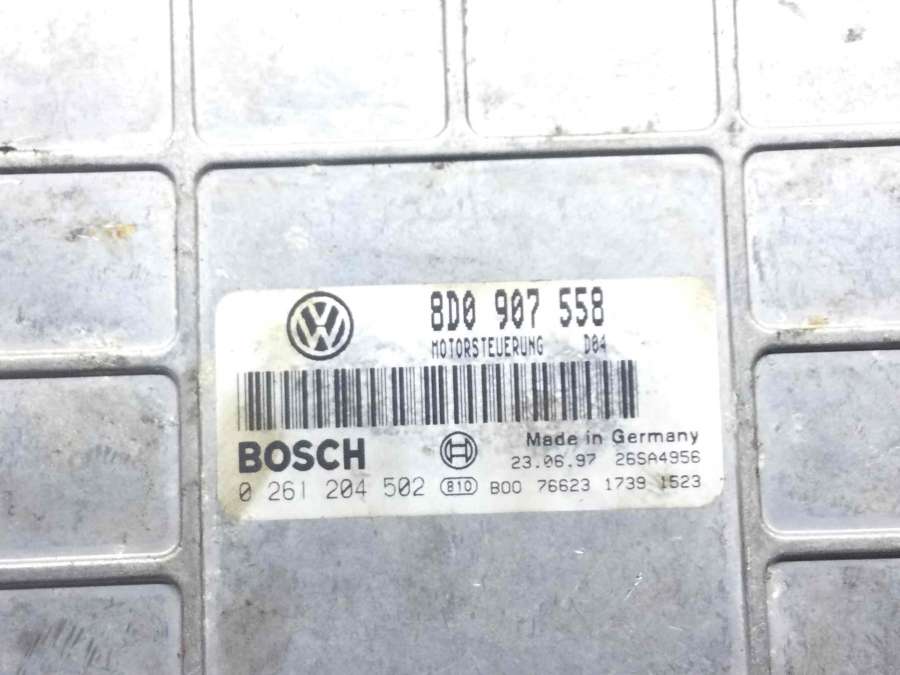 8D0 907 558
MOTORSTEUERUNG D04
BOSCH
Made in Germany
23.06.97 26SA4956
0 261 204 502 810 B00 76623 1739 1523